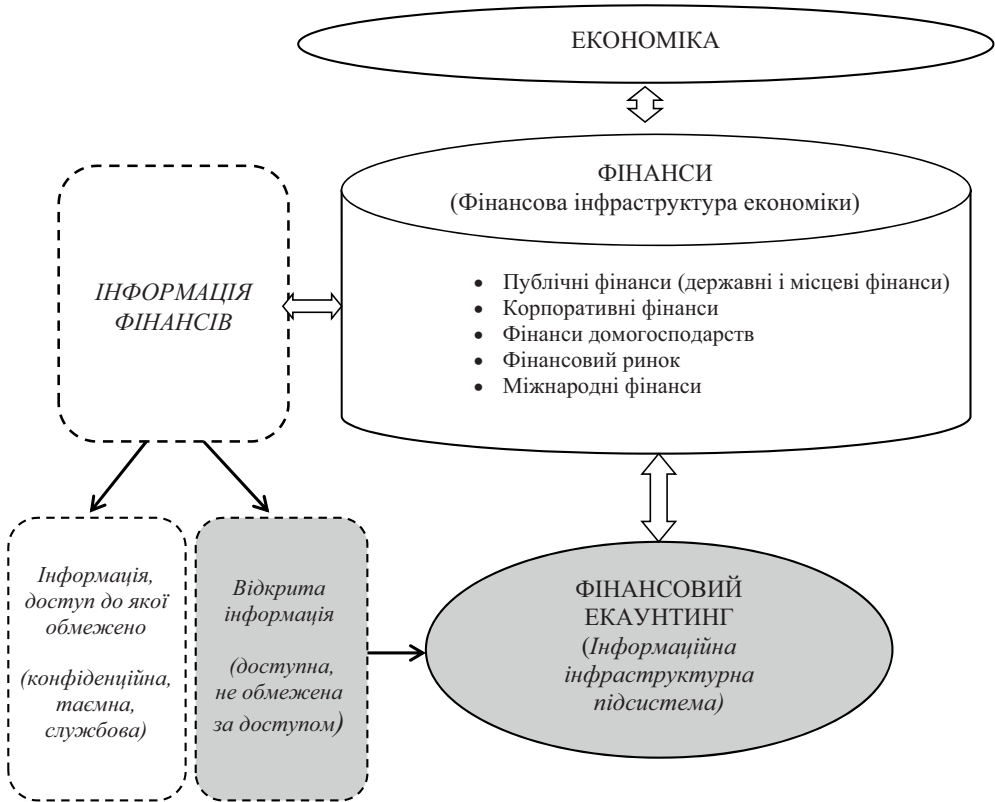 ЕКОНОМІКА
ФІНАНСИ
(Фінансова інфраструктура економіки)
• Публічні фінанси (державні і місцеві фінанси)
• Корпоративні фінанси
• Фінанси домогосподарств
• Фінансовий ринок
• Міжнародні фінанси
ІНФОРМАЦІЯ
ФІНАНСІВ
Інформація,
доступ до якої
обмежено
(конфіденційна,
таємна,
службова)
Відкрита
інформація
(доступна,
не обмежена
за доступом)
ФІНАНСОВИЙ
ЕКАУНТИНГ
(Інформаційна
інфраструктурна
підсистема)